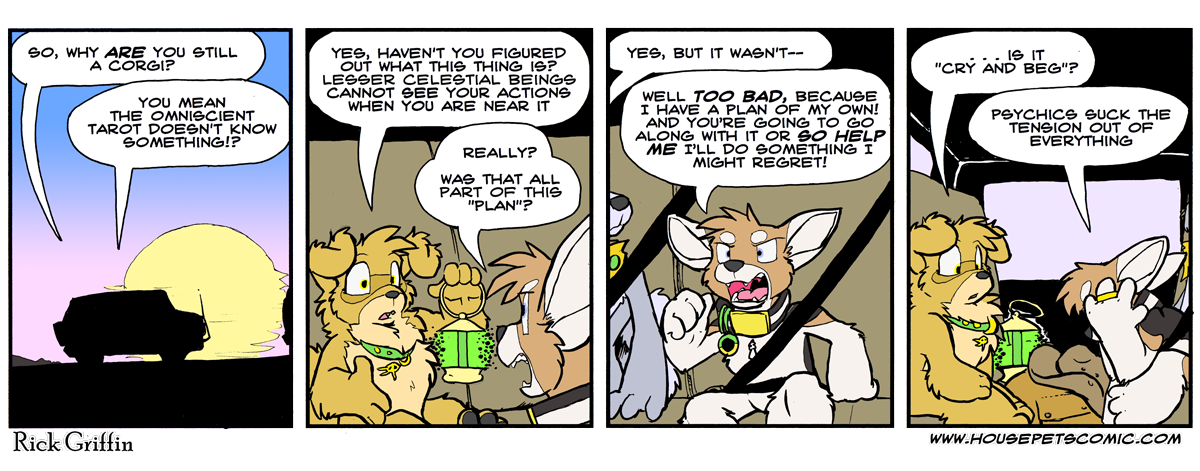 SO, WHY ARE YOU STILL
A CORGI?
YOU MEAN
THE OMNISCIENT
TAROT DOESN'T KNOW
SOMETHING!?
YES, HAVEN'T YOU FIGURED
OUT WHAT THIS THING IS?
LESSER CELESTIAL BEINGS
CANNOT SEE YOUR ACTIONS
WHEN YOU ARE NEAR IT
REALLY?
WAS THAT ALL
PART OF THIS
"PLAN"?
YES, BUT IT WASN'T--
WELL TOO BAD, BECAUSE
I HAVE A PLAN OF MY OWN!
AND YOU'RE GOING TO GO
ALONG WITH IT OR SO HELP
ME I'LL DO SOMETHING I
MIGHT REGRET!
. . . IS IT
"CRY AND BEG"?
PSYCHICS SUCK THE
TENSION OUT OF
EVERYTHING
Rick Griffin
WWW.HOUSEPETSCOMIC.COM